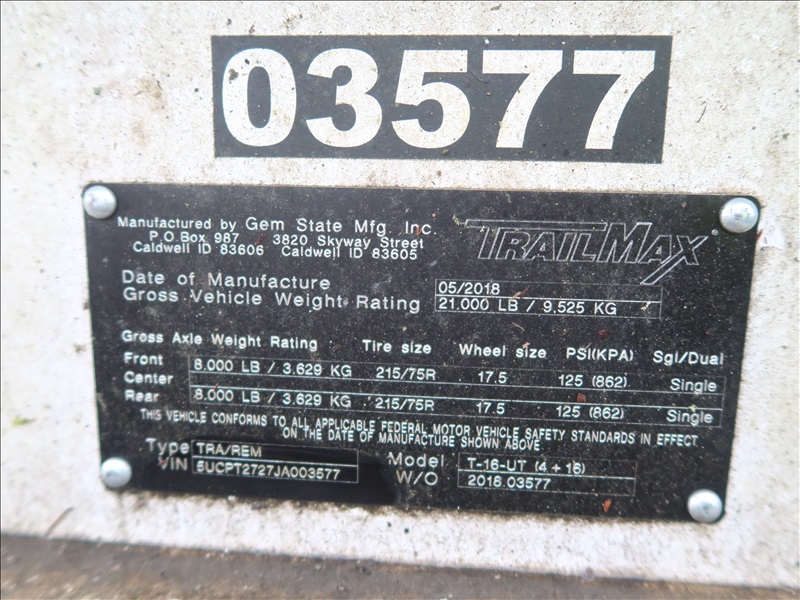 03577
Manufactured by Gem State Mfg. Inc.
P.O.Box 987 3820 Skyway Street
Caldwell ID 83606 Caldwell ID 83605
TRAILMAX®
Date of Manufacture 05/2018
Gross Vehicle Weight Rating 21,000 LB / 9,525 KG
Gross Axle Weight Rating Tire size Wheel size PSI(KPA) Sgl/Dual
Front 8,000 LB / 3,629 KG 215/75R 17.5 125 (862) Single
Center
Rear 8,000 LB / 3,629 KG 215/75R 17.5 125 (862) Single
THIS VEHICLE CONFORMS TO ALL APPLICABLE FEDERAL MOTOR VEHICLE SAFETY STANDARDS IN EFFECT
ON THE DATE OF MANUFACTURE SHOWN ABOVE.
Type TRA/REM Model T-16-UT (4+16)
VIN 5UCPT2727JA003577 W/O 2018.03577